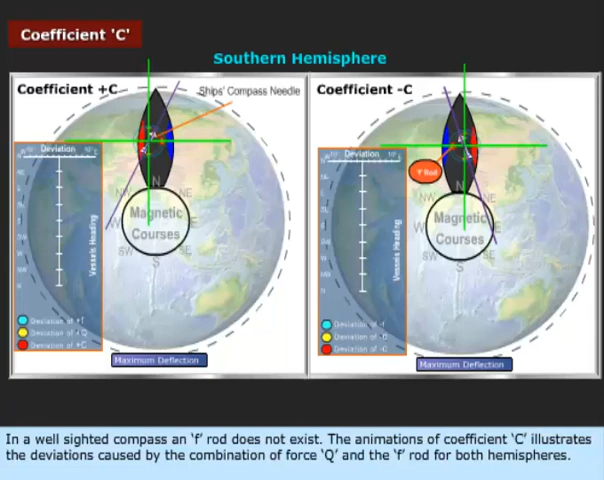 Coefficient 'C'
Southern Hemisphere
Coefficient +C
Ships' Compass Needle
Coefficient -C
Deviation
Deviation
'f' Rod
NW N NE
W E
SW S SE
Magnetic
Courses
NW N NE
W E
SW S SE
Magnetic
Courses
Vessels Heading
Vessels Heading
Deviation of +f
Deviation of +Q
Deviation of +C
Deviation of -f
Deviation of -Q
Deviation of -C
Maximum Deflection
Maximum Deflection
In a well sighted compass an 'f' rod does not exist. The animations of coefficient 'C' illustrates
the deviations caused by the combination of force 'Q' and the 'f' rod for both hemispheres.